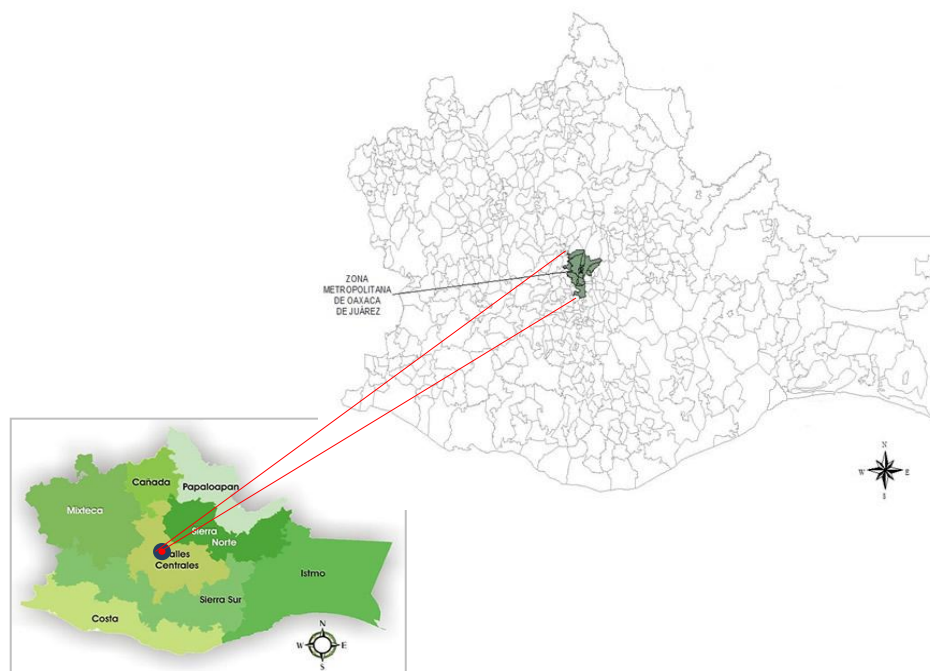 ZONA
METROPOLITANA
DE OAXACA
DE JUÁREZ
N
W E
S
Cañada
Papaloapan
Mixteca
Sierra
Norte
alles
Centrales
Istmo
Sierra Sur
Costa
N
W E
S